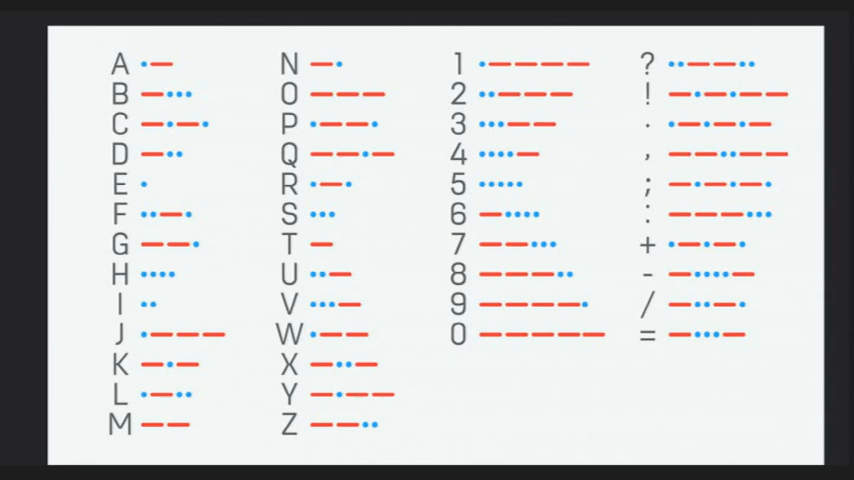 A •— N —• 1 •———— ? ••——••
B —••• O ——— 2 ••——— ! —•—•——
C —•—• P •——• 3 •••—— . •—•—•—
D —•• Q ——•— 4 ••••— , ——••——
E • R •—• 5 ••••• ; —•—•—•
F ••—• S ••• 6 —•••• : ———•••
G ——• T — 7 ——••• + •—•—•
H •••• U ••— 8 ———•• - —••••—
I •• V •••— 9 ————• / —••—•
J •——— W •—— 0 ————— = —•••—
K —•— X —••—
L •—•• Y —•——
M —— Z ——••